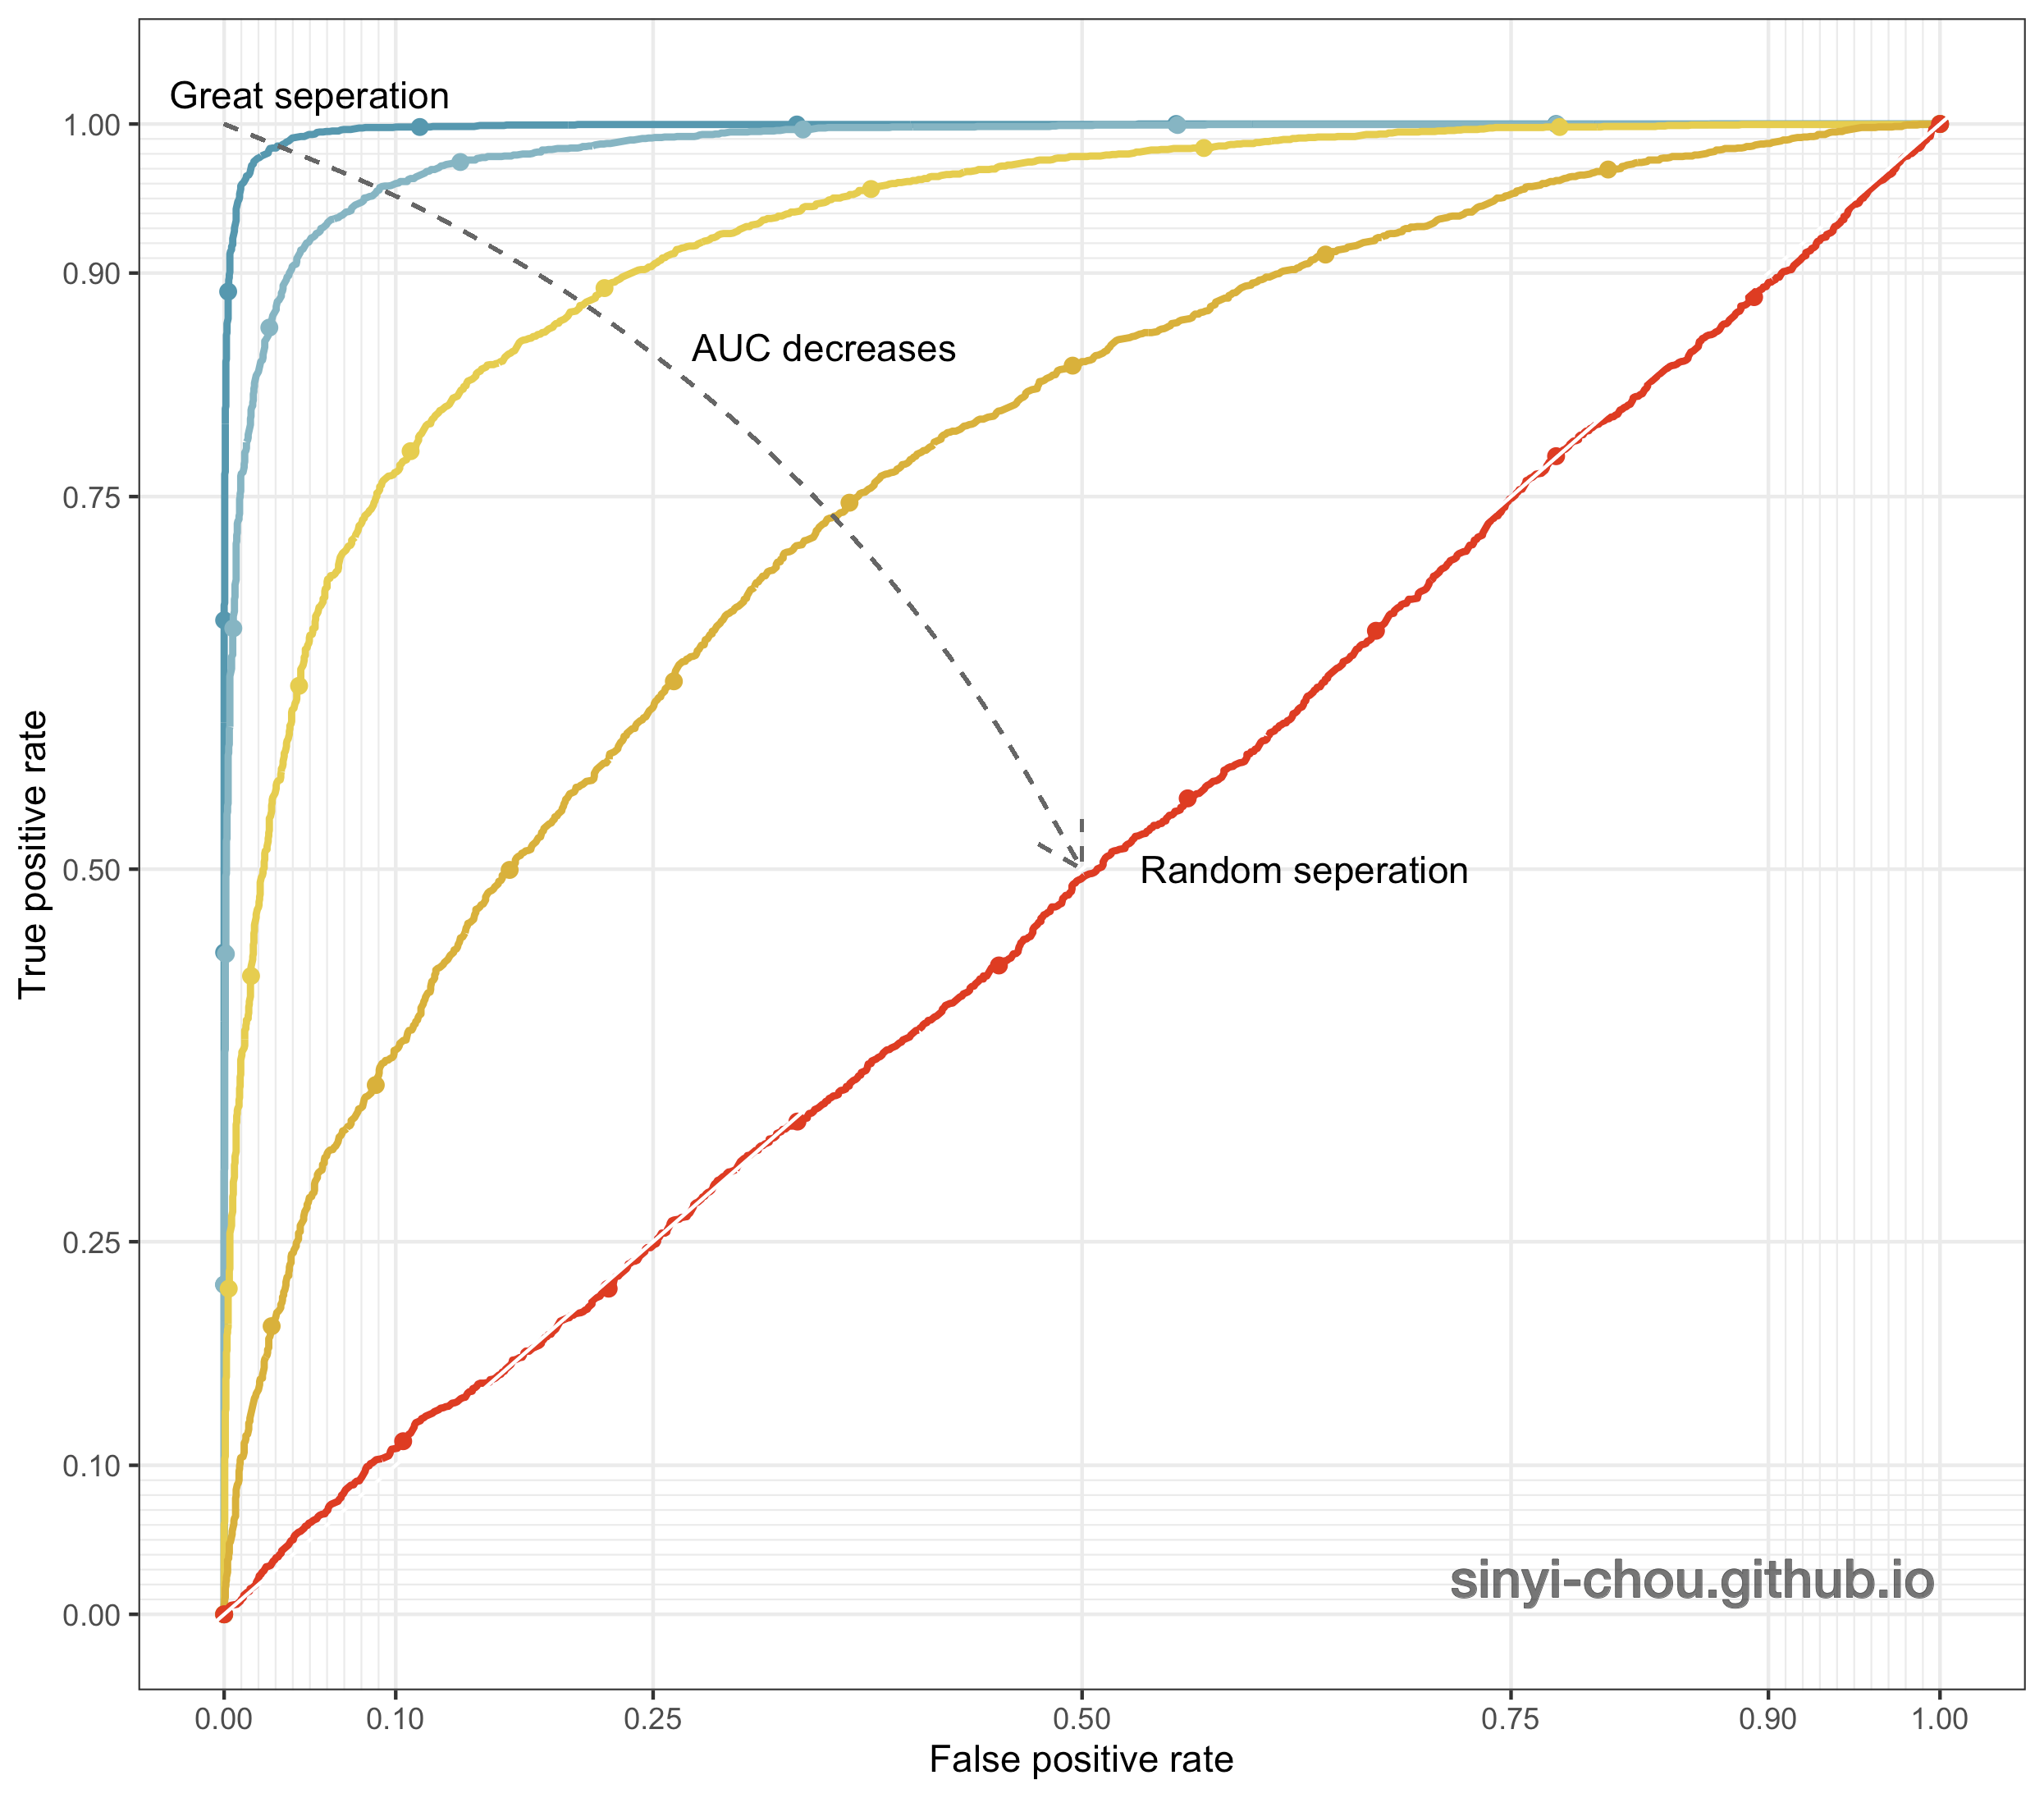 Great seperation
1.00
0.90
AUC decreases
0.75
True positive rate
0.50
Random seperation
0.25
0.10
sinyi-chou.github.io
0.00
0.00 0.10 0.25 0.50 0.75 0.90 1.00
False positive rate